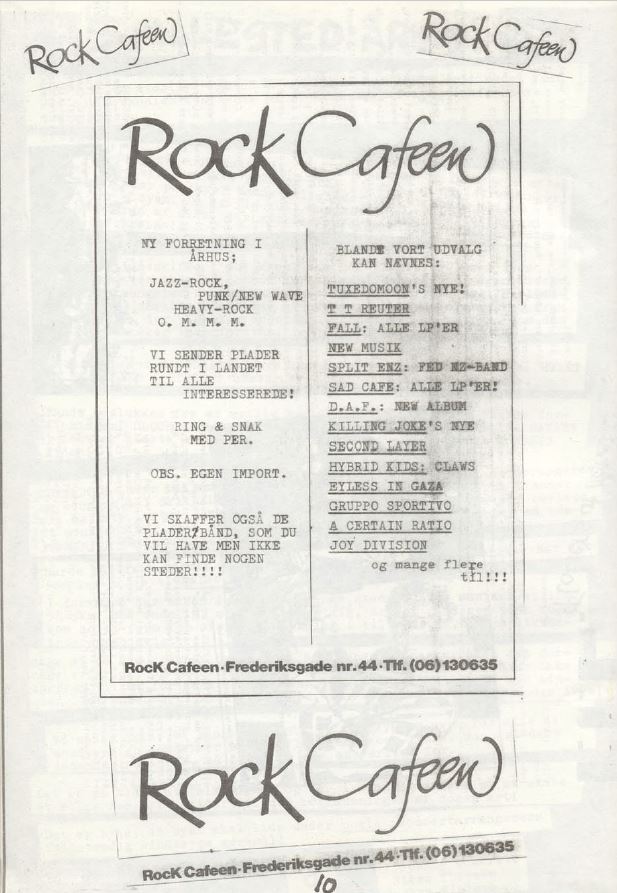 Rock Cafeen
Rock Cafeen
Rock Cafeen
NY FORRETNING I
ÅRHUS;
JAZZ-ROCK,
PUNK/NEW WAVE
HEAVY-ROCK
O. M. M. M.
VI SENDER PLADER
RUNDT I LANDET
TIL ALLE
INTERESSEREDE!
RING & SNAK
MED PER.
OBS. EGEN IMPORT.
VI SKAFFER OGSÅ DE
PLADER/BÅND, SOM DU
VIL HAVE MEN IKKE
KAN FINDE NOGEN
STEDER!!!!
BLANDT VORT UDVALG
KAN NÆVNES:
TUXEDOMOON'S NYE!
T T REUTER
FALL: ALLE LP'ER
NEW MUSIK
SPLIT ENZ: FED NZ-BAND
SAD CAFE: ALLE LP'ER!
D.A.F.: NEW ALBUM
KILLING JOKE'S NYE
SECOND LAYER
HYBRID KIDS: CLAWS
EYLESS IN GAZA
GRUPPO SPORTIVO
A CERTAIN RATIO
JOY DIVISION
og mange flere
til!!!
RocK Cafeen·Frederiksgade nr.44·Tlf.(06)130635
Rock Cafeen
RocK Cafeen·Frederiksgade nr.44·Tlf.(06)130635
10